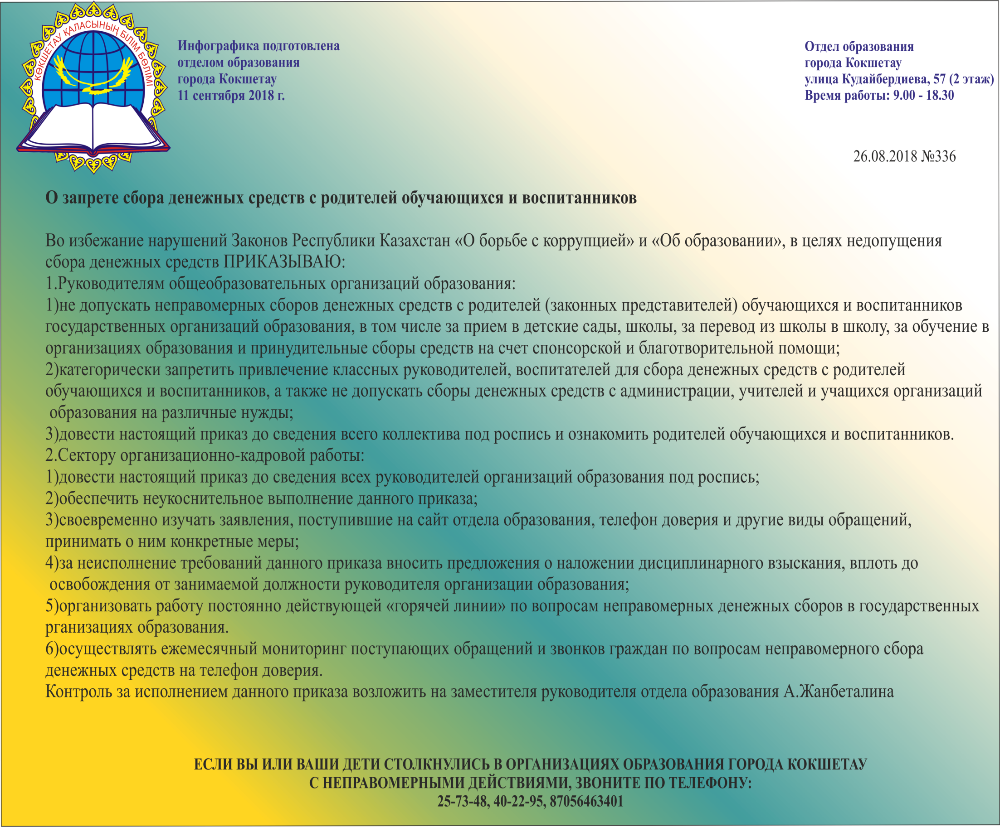 КӨКШЕТАУ ҚАЛАСЫНЫҢ БІЛІМ БӨЛІМІ
Инфографика подготовлена
отделом образования
города Кокшетау
11 сентября 2018 г.
Отдел образования
города Кокшетау
улица Кудайбердиева, 57 (2 этаж)
Время работы: 9.00 - 18.30
26.08.2018 №336
О запрете сбора денежных средств с родителей обучающихся и воспитанников
Во избежание нарушений Законов Республики Казахстан «О борьбе с коррупцией» и «Об образовании», в целях недопущения
сбора денежных средств ПРИКАЗЫВАЮ:
1.Руководителям общеобразовательных организаций образования:
1)не допускать неправомерных сборов денежных средств с родителей (законных представителей) обучающихся и воспитанников
государственных организаций образования, в том числе за прием в детские сады, школы, за перевод из школы в школу, за обучение в
организациях образования и принудительные сборы средств на счет спонсорской и благотворительной помощи;
2)категорически запретить привлечение классных руководителей, воспитателей для сбора денежных средств с родителей
обучающихся и воспитанников, а также не допускать сборы денежных средств с администрации, учителей и учащихся организаций
образования на различные нужды;
3)довести настоящий приказ до сведения всего коллектива под роспись и ознакомить родителей обучающихся и воспитанников.
2.Сектору организационно-кадровой работы:
1)довести настоящий приказ до сведения всех руководителей организаций образования под роспись;
2)обеспечить неукоснительное выполнение данного приказа;
3)своевременно изучать заявления, поступившие на сайт отдела образования, телефон доверия и другие виды обращений,
принимать о ним конкретные меры;
4)за неисполнение требований данного приказа вносить предложения о наложении дисциплинарного взыскания, вплоть до
освобождения от занимаемой должности руководителя организации образования;
5)организовать работу постоянно действующей «горячей линии» по вопросам неправомерных денежных сборов в государственных
рганизациях образования.
6)осуществлять ежемесячный мониторинг поступающих обращений и звонков граждан по вопросам неправомерного сбора
денежных средств на телефон доверия.
Контроль за исполнением данного приказа возложить на заместителя руководителя отдела образования А.Жанбеталина
ЕСЛИ ВЫ ИЛИ ВАШИ ДЕТИ СТОЛКНУЛИСЬ В ОРГАНИЗАЦИЯХ ОБРАЗОВАНИЯ ГОРОДА КОКШЕТАУ
С НЕПРАВОМЕРНЫМИ ДЕЙСТВИЯМИ, ЗВОНИТЕ ПО ТЕЛЕФОНУ:
25-73-48, 40-22-95, 87056463401